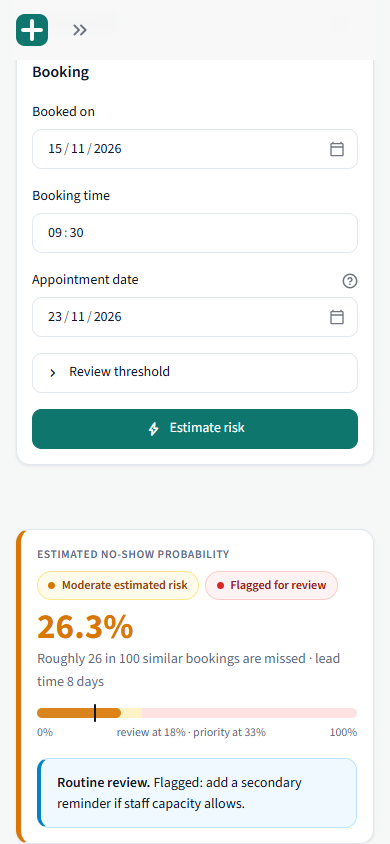 Booking
Booked on
15/11/2026
Booking time
09:30
Appointment date
23/11/2026
Review threshold
Estimate risk
ESTIMATED NO-SHOW PROBABILITY
Moderate estimated risk
Flagged for review
26.3%
Roughly 26 in 100 similar bookings are missed · lead
time 8 days
0% review at 18% · priority at 33% 100%
Routine review. Flagged: add a secondary
reminder if staff capacity allows.